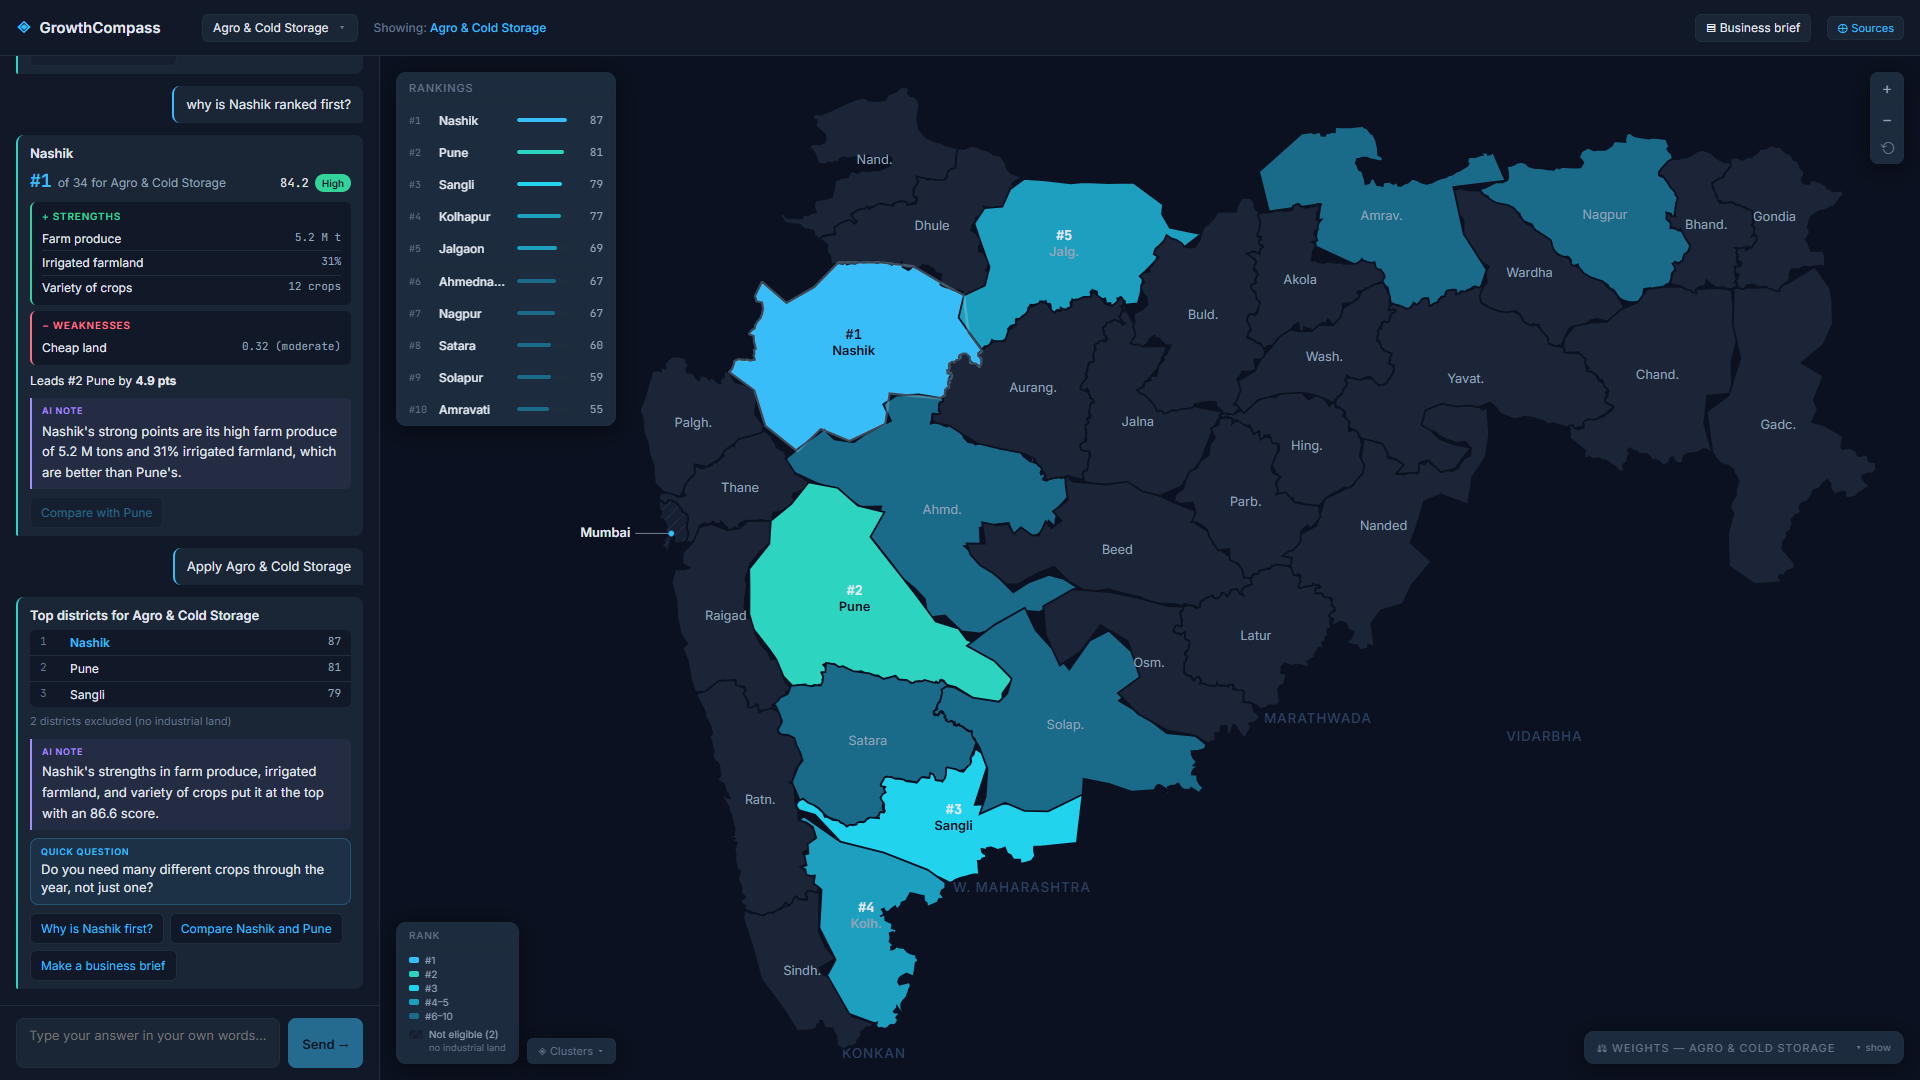 GrowthCompass
Agro & Cold Storage
Showing: Agro & Cold Storage
Business brief
Sources
why is Nashik ranked first?
Nashik
#1 of 34 for Agro & Cold Storage 84.2 High
+ STRENGTHS
Farm produce 5.2 M t
Irrigated farmland 31%
Variety of crops 12 crops
− WEAKNESSES
Cheap land 0.32 (moderate)
Leads #2 Pune by 4.9 pts
AI NOTE
Nashik's strong points are its high farm produce
of 5.2 M tons and 31% irrigated farmland, which
are better than Pune's.
Compare with Pune
Apply Agro & Cold Storage
Top districts for Agro & Cold Storage
1 Nashik 87
2 Pune 81
3 Sangli 79
2 districts excluded (no industrial land)
AI NOTE
Nashik's strengths in farm produce, irrigated
farmland, and variety of crops put it at the top
with an 86.6 score.
QUICK QUESTION
Do you need many different crops through the
year, not just one?
Why is Nashik first?
Compare Nashik and Pune
Make a business brief
Type your answer in your own words...
Send →
RANKINGS
#1 Nashik 87
#2 Pune 81
#3 Sangli 79
#4 Kolhapur 77
#5 Jalgaon 69
#6 Ahmedna... 67
#7 Nagpur 67
#8 Satara 60
#9 Solapur 59
#10 Amravati 55
+
−
Nand.
Dhule
#5
Jalg.
Amrav.
Nagpur
Bhand.
Gondia
Akola
Wardha
Buld.
#1
Nashik
Wash.
Yavat.
Chand.
Aurang.
Jalna
Gadc.
Palgh.
Hing.
Thane
Parb.
Ahmd.
Nanded
Mumbai
Beed
#2
Pune
Raigad
Latur
Osm.
MARATHWADA
Solap.
VIDARBHA
Satara
Ratn.
#3
Sangli
W. MAHARASHTRA
#4
Kolh.
Sindh.
KONKAN
RANK
#1
#2
#3
#4–5
#6–10
Not eligible (2)
no industrial land
Clusters
WEIGHTS — AGRO & COLD STORAGE
show